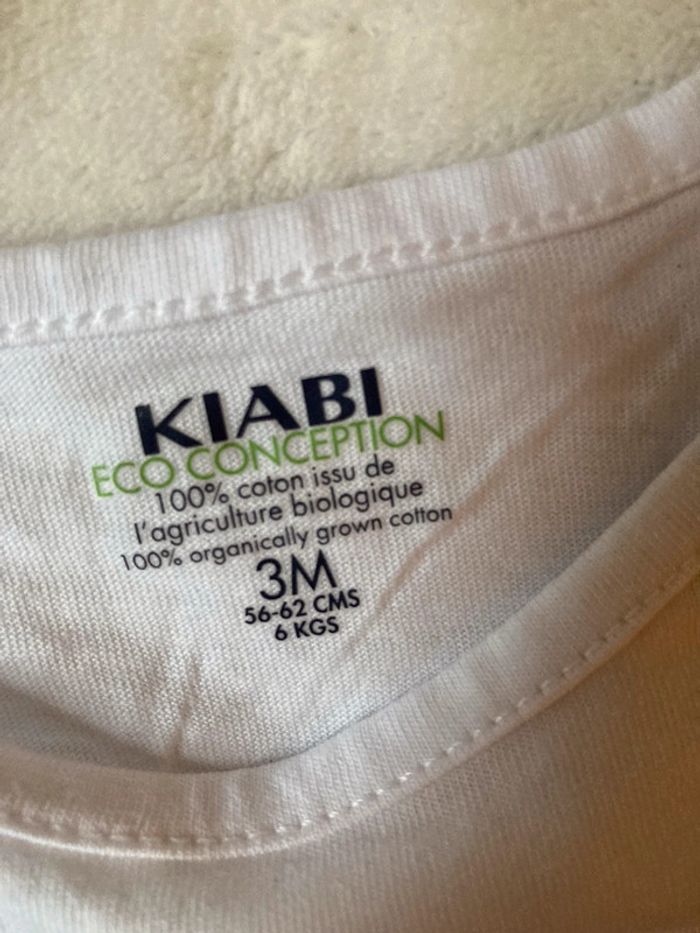 KIABI
ECO CONCEPTION
100% coton issu de
l'agriculture biologique
100% organically grown cotton
3M
56-62 CMS
6 KGS